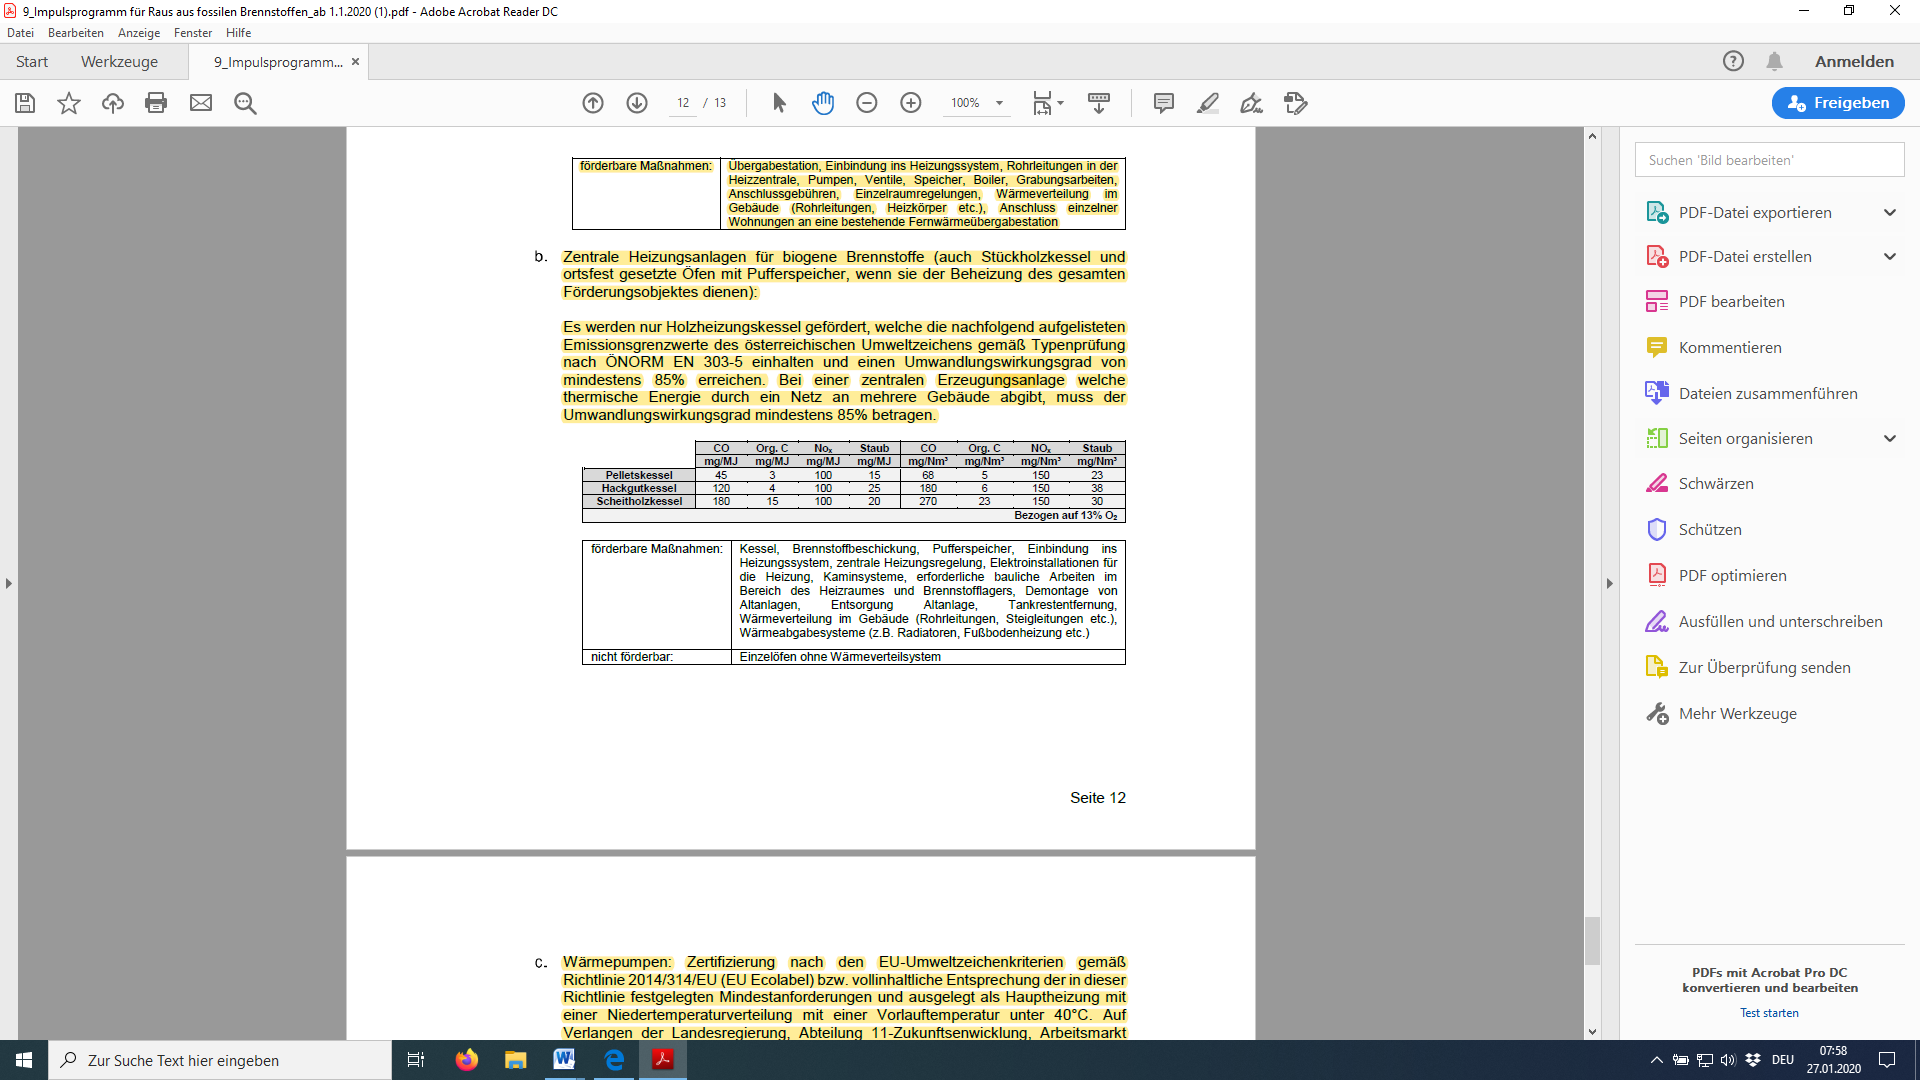 9_Impulsprogramm für Raus aus fossilen Brennstoffen_ab 1.1.2020 (1).pdf - Adobe Acrobat Reader DC
Datei Bearbeiten Anzeige Fenster Hilfe
Start Werkzeuge 9_Impulsprogramm... × Anmelden
12 / 13 100% Freigeben
förderbare Maßnahmen: Übergabestation, Einbindung ins Heizungssystem, Rohrleitungen in der
Heizzentrale, Pumpen, Ventile, Speicher, Boiler, Grabungsarbeiten,
Anschlussgebühren, Einzelraumregelungen, Wärmeverteilung im
Gebäude (Rohrleitungen, Heizkörper etc.), Anschluss einzelner
Wohnungen an eine bestehende Fernwärmeübergabestation
b. Zentrale Heizungsanlagen für biogene Brennstoffe (auch Stückholzkessel und
ortsfest gesetzte Öfen mit Pufferspeicher, wenn sie der Beheizung des gesamten
Förderungsobjektes dienen):
Es werden nur Holzheizungskessel gefördert, welche die nachfolgend aufgelisteten
Emissionsgrenzwerte des österreichischen Umweltzeichens gemäß Typenprüfung
nach ÖNORM EN 303-5 einhalten und einen Umwandlungswirkungsgrad von
mindestens 85% erreichen. Bei einer zentralen Erzeugungsanlage welche
thermische Energie durch ein Netz an mehrere Gebäude abgibt, muss der
Umwandlungswirkungsgrad mindestens 85% betragen.
CO Org. C Noₓ Staub CO Org. C NOₓ Staub
mg/MJ mg/MJ mg/MJ mg/MJ mg/Nm³ mg/Nm³ mg/Nm³ mg/Nm³
Pelletskessel 45 3 100 15 68 5 150 23
Hackgutkessel 120 4 100 25 180 6 150 38
Scheitholzkessel 180 15 100 20 270 23 150 30
Bezogen auf 13% O₂
förderbare Maßnahmen: Kessel, Brennstoffbeschickung, Pufferspeicher, Einbindung ins
Heizungssystem, zentrale Heizungsregelung, Elektroinstallationen für
die Heizung, Kaminsysteme, erforderliche bauliche Arbeiten im
Bereich des Heizraumes und Brennstofflagers, Demontage von
Altanlagen, Entsorgung Altanlage, Tankrestentfernung,
Wärmeverteilung im Gebäude (Rohrleitungen, Steigleitungen etc.),
Wärmeabgabesysteme (z.B. Radiatoren, Fußbodenheizung etc.)
nicht förderbar: Einzelöfen ohne Wärmeverteilsystem
Seite 12
c. Wärmepumpen: Zertifizierung nach den EU-Umweltzeichenkriterien gemäß
Richtlinie 2014/314/EU (EU Ecolabel) bzw. vollinhaltliche Entsprechung der in dieser
Richtlinie festgelegten Mindestanforderungen und ausgelegt als Hauptheizung mit
einer Niedertemperaturverteilung mit einer Vorlauftemperatur unter 40°C. Auf
Verlangen der Landesregierung, Abteilung 11-Zukunftsenwicklung, Arbeitsmarkt
Suchen 'Bild bearbeiten'
PDF-Datei exportieren
PDF-Datei erstellen
PDF bearbeiten
Kommentieren
Dateien zusammenführen
Seiten organisieren
Schwärzen
Schützen
PDF optimieren
Ausfüllen und unterschreiben
Zur Überprüfung senden
Mehr Werkzeuge
PDFs mit Acrobat Pro DC
konvertieren und bearbeiten
Test starten
Zur Suche Text hier eingeben
DEU
07:58
27.01.2020